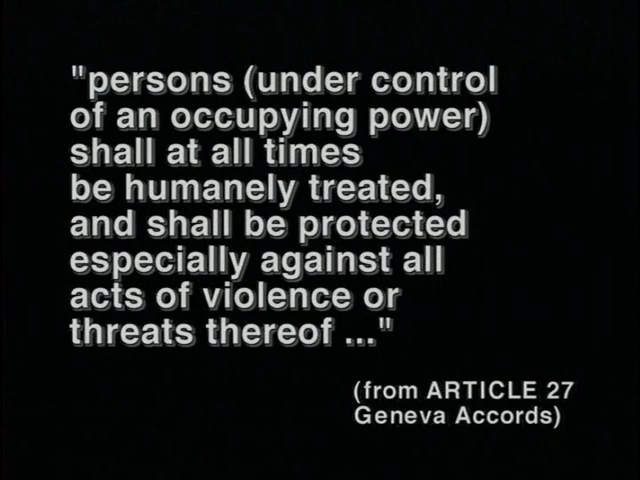 "persons (under control
of an occupying power)
shall at all times
be humanely treated,
and shall be protected
especially against all
acts of violence or
threats thereof ..."
(from ARTICLE 27
Geneva Accords)